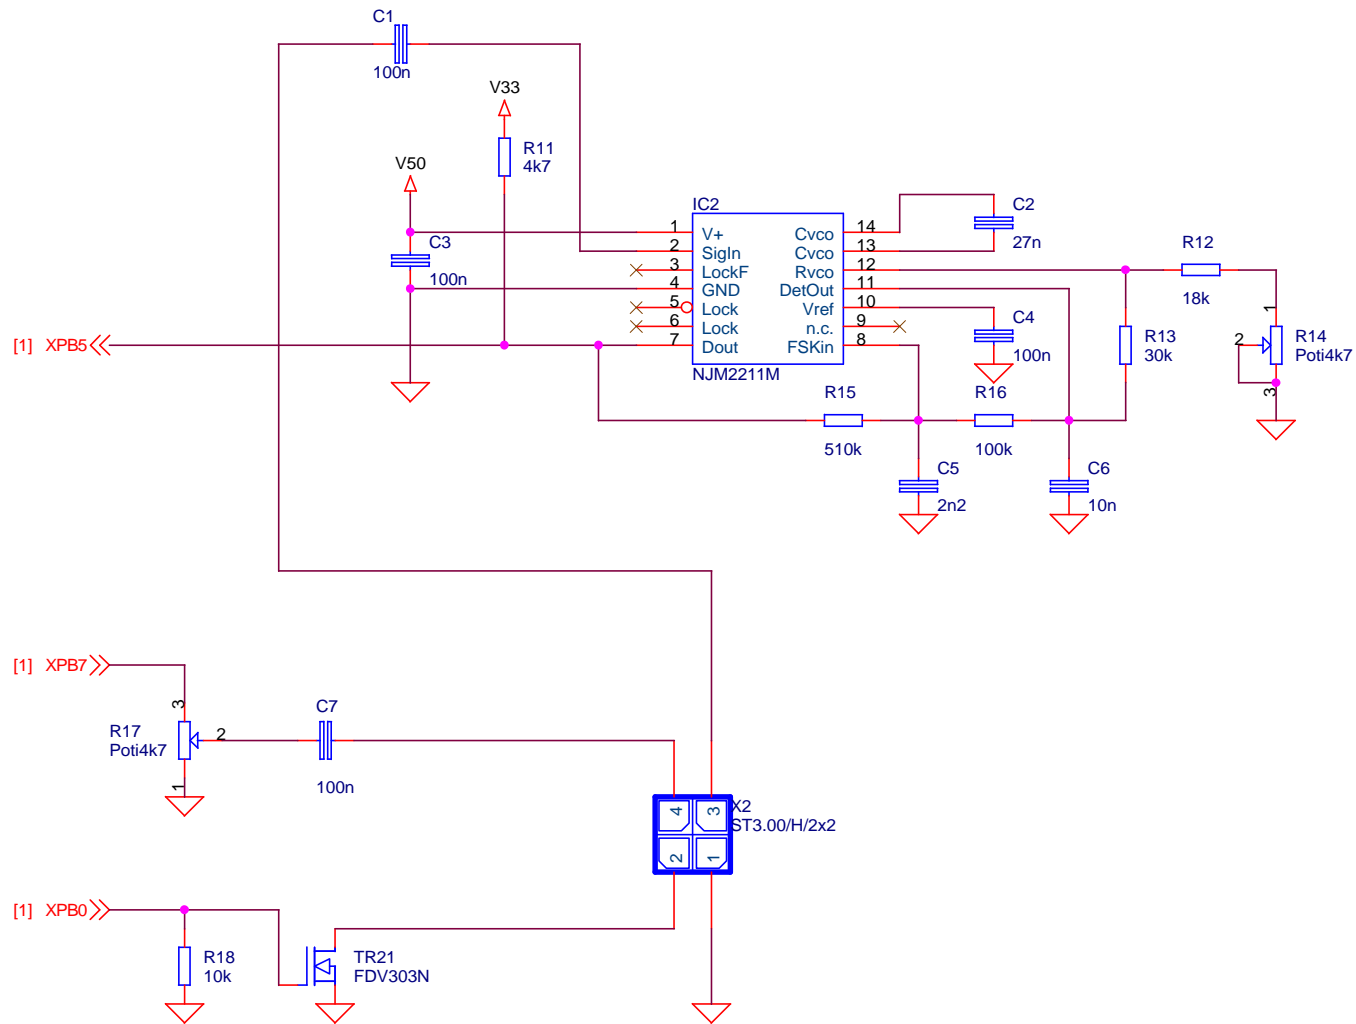 C1
100n
V33
R11
4k7
V50
IC2
C3
100n
1 V+ Cvco 14
2 SigIn Cvco 13
3 LockF Rvco 12
4 GND DetOut 11
5 Lock Vref 10
6 Lock n.c. 9
7 Dout FSKin 8
NJM2211M
C2
27n
R12
18k
C4
100n
R13
30k
1
2
3
R14
Poti4k7
[1] XPB5
R15
510k
R16
100k
C5
2n2
C6
10n
[1] XPB7
3
R17
Poti4k7
2
1
C7
100n
4 3
2 1
X2
ST3.00/H/2x2
[1] XPB0
R18
10k
TR21
FDV303N